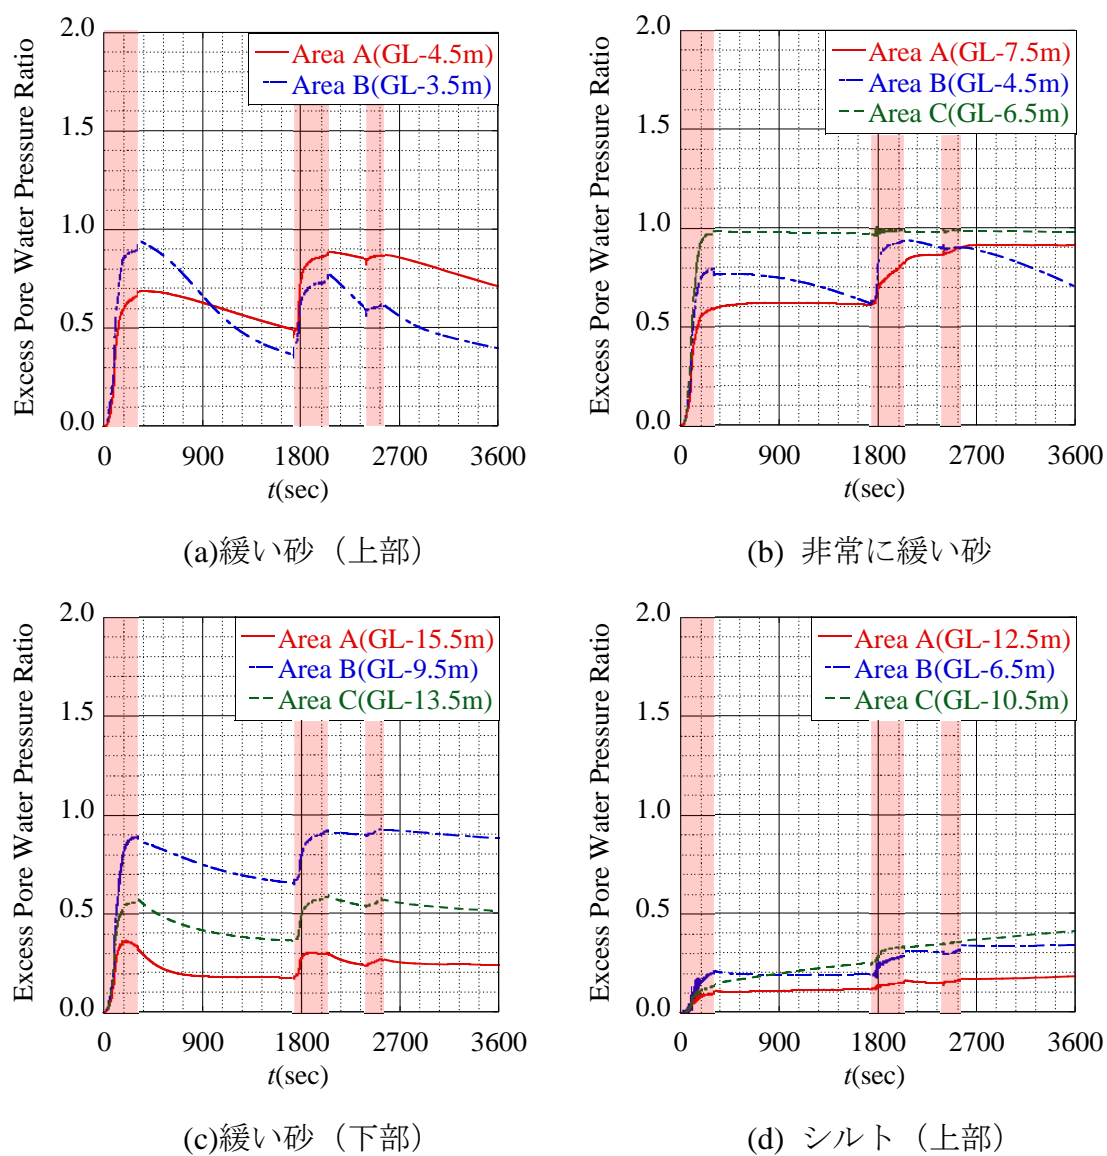 Excess Pore Water Pressure Ratio
2.0
1.5
1.0
0.5
0.0
Area A(GL-4.5m)
Area B(GL-3.5m)
0 900 1800 2700 3600
t(sec)
(a)緩い砂（上部）
Excess Pore Water Pressure Ratio
2.0
1.5
1.0
0.5
0.0
Area A(GL-7.5m)
Area B(GL-4.5m)
Area C(GL-6.5m)
0 900 1800 2700 3600
t(sec)
(b) 非常に緩い砂
Excess Pore Water Pressure Ratio
2.0
1.5
1.0
0.5
0.0
Area A(GL-15.5m)
Area B(GL-9.5m)
Area C(GL-13.5m)
0 900 1800 2700 3600
t(sec)
(c)緩い砂（下部）
Excess Pore Water Pressure Ratio
2.0
1.5
1.0
0.5
0.0
Area A(GL-12.5m)
Area B(GL-6.5m)
Area C(GL-10.5m)
0 900 1800 2700 3600
t(sec)
(d) シルト（上部）